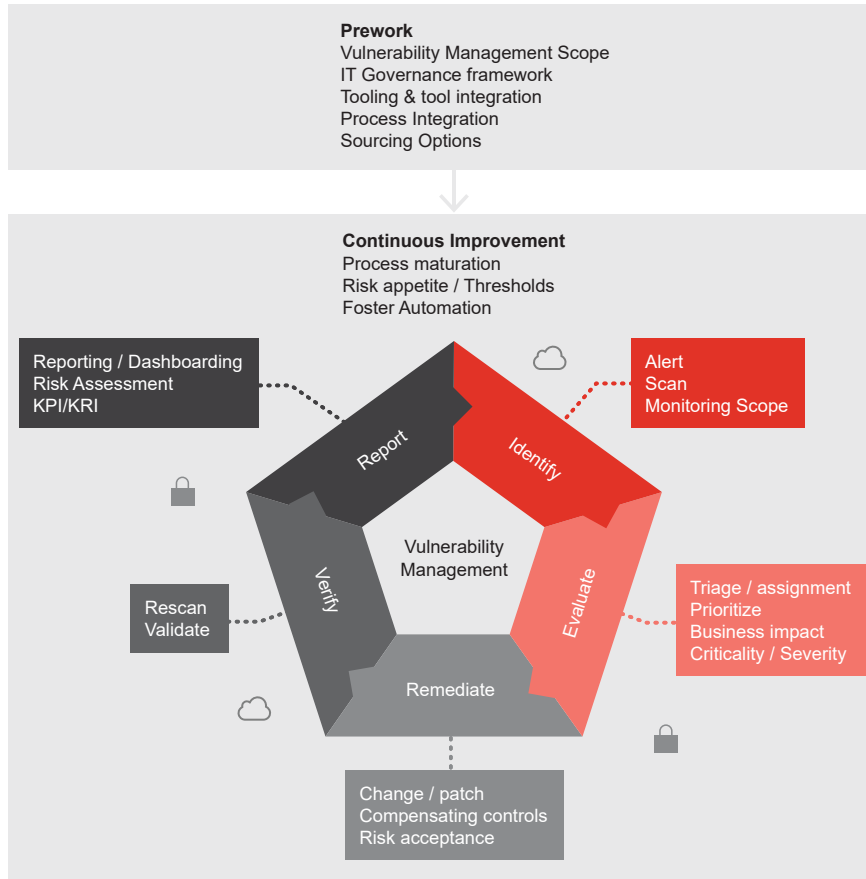 Prework
Vulnerability Management Scope
IT Governance framework
Tooling & tool integration
Process Integration
Sourcing Options
Continuous Improvement
Process maturation
Risk appetite / Thresholds
Foster Automation
Reporting / Dashboarding
Risk Assessment
KPI/KRI
Alert
Scan
Monitoring Scope
Report
Identify
Vulnerability
Management
Verify
Evaluate
Rescan
Validate
Triage / assignment
Prioritize
Business impact
Criticality / Severity
Remediate
Change / patch
Compensating controls
Risk acceptance